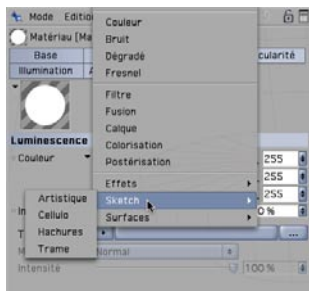 Mode Editio
Matériau [Ma
Base
cularité
Illumination
Couleur
Bruit
Dégradé
Fresnel
Filtre
Fusion
Calque
Colorisation
Postérisation
Effets
Sketch
Surfaces
Artistique
Cellulo
Hachures
Trame
Luminescence
Couleur
255
255
255
0 %
...
Normal
Intensité
100 %